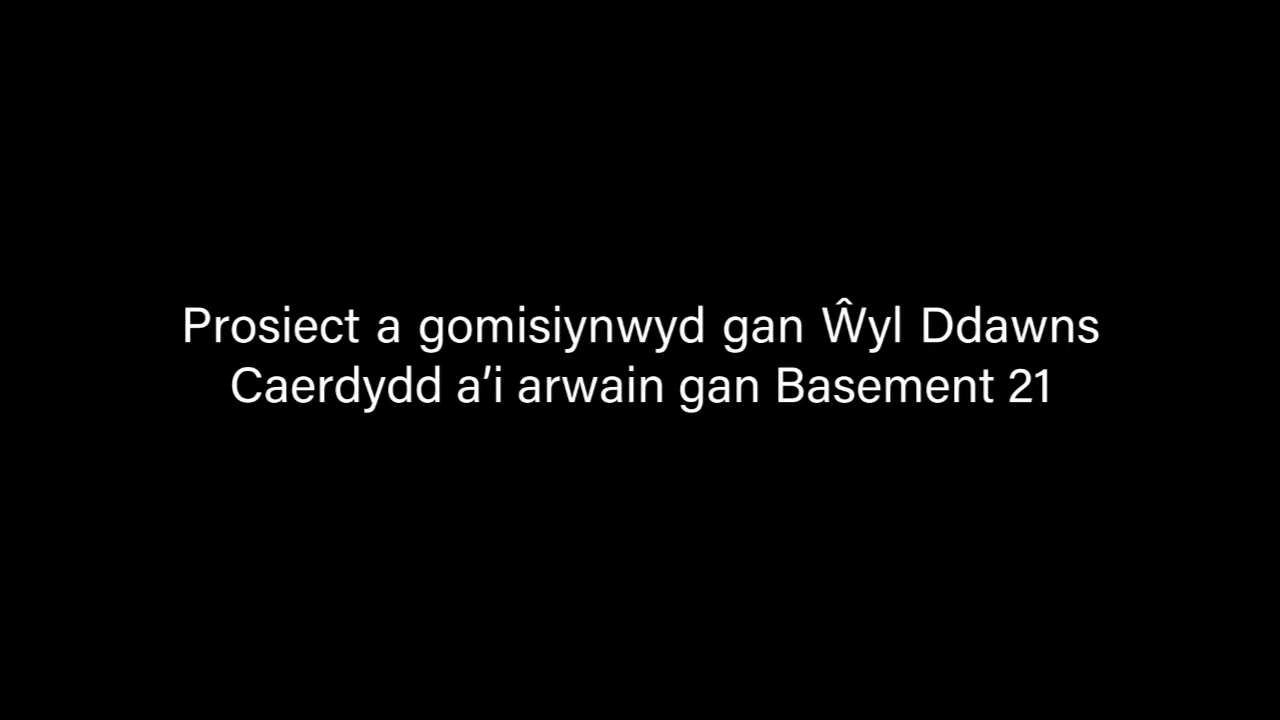 Prosiect a gomisiynwyd gan Ŵyl Ddawns
Caerdydd a’i arwain gan Basement 21